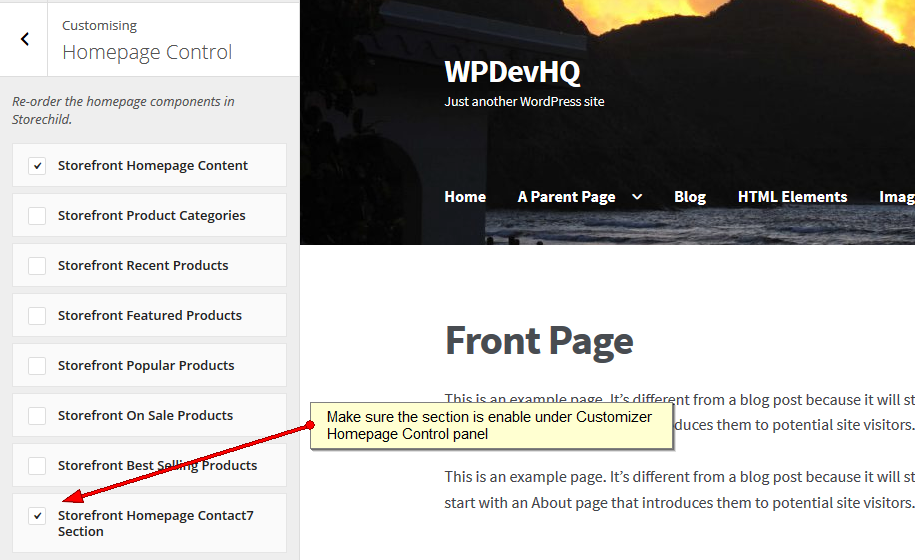 Customising
Homepage Control
Re-order the homepage components in
Storechild.
Storefront Homepage Content
Storefront Product Categories
Storefront Recent Products
Storefront Featured Products
Storefront Popular Products
Storefront On Sale Products
Storefront Best Selling Products
Storefront Homepage Contact7
Section
WPDevHQ
Just another WordPress site
Home A Parent Page Blog HTML Elements Imag
Front Page
This is an example page. It's different from a blog post because it will st
duces them to potential site visitors.
Make sure the section is enable under Customizer
Homepage Control panel
This is an example page. It's different from a blog post because it will st
start with an About page that introduces them to potential site visitors.